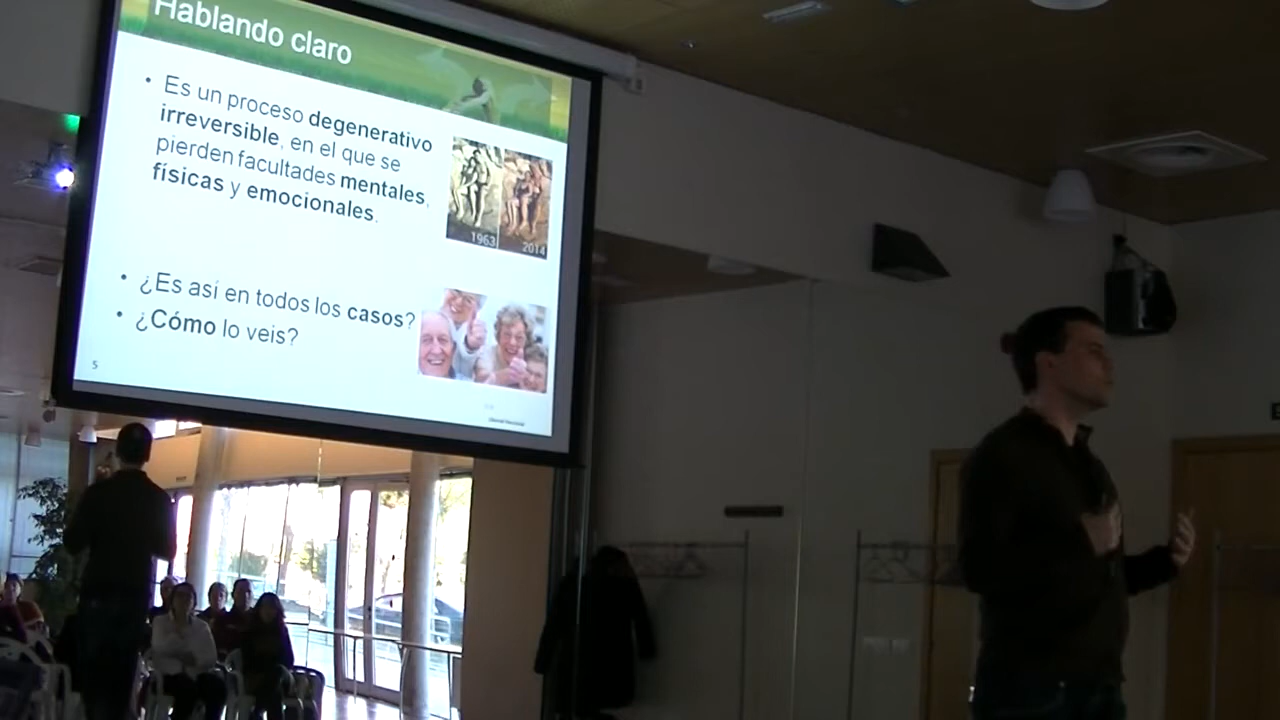 Hablando claro
• Es un proceso degenerativo
irreversible, en el que se
pierden facultades mentales,
físicas y emocionales.
1963
2014
• ¿Es así en todos los casos?
• ¿Cómo lo veis?
5